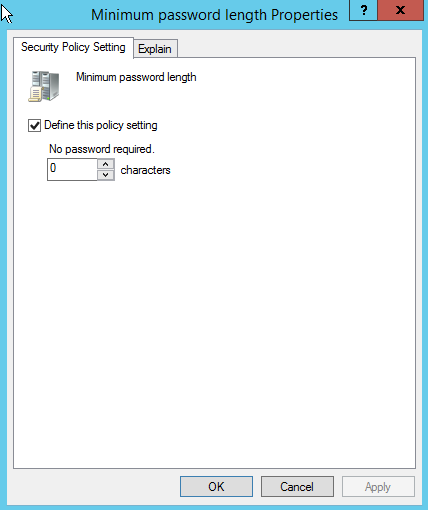 Minimum password length Properties
? x
Security Policy Setting Explain
Minimum password length
Define this policy setting
No password required.
0 characters
OK Cancel Apply